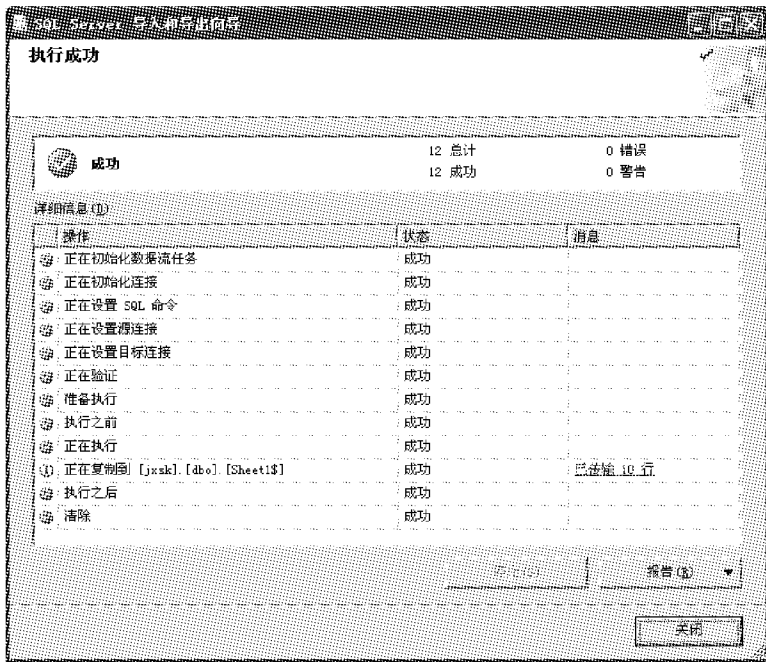 SQL Server 导入和导出向导
执行成功
成功
12 总计
0 错误
12 成功
0 警告
详细信息(D)
操作 状态 消息
正在初始化数据流任务 成功
正在初始化连接 成功
正在设置 SQL 命令 成功
正在设置源连接 成功
正在设置目标连接 成功
正在验证 成功
准备执行 成功
执行之前 成功
正在执行 成功
正在复制到 [jxsk].[dbo].[Sheet1$] 成功 已传输 10 行
执行之后 成功
清除 成功
报告(R)
关闭